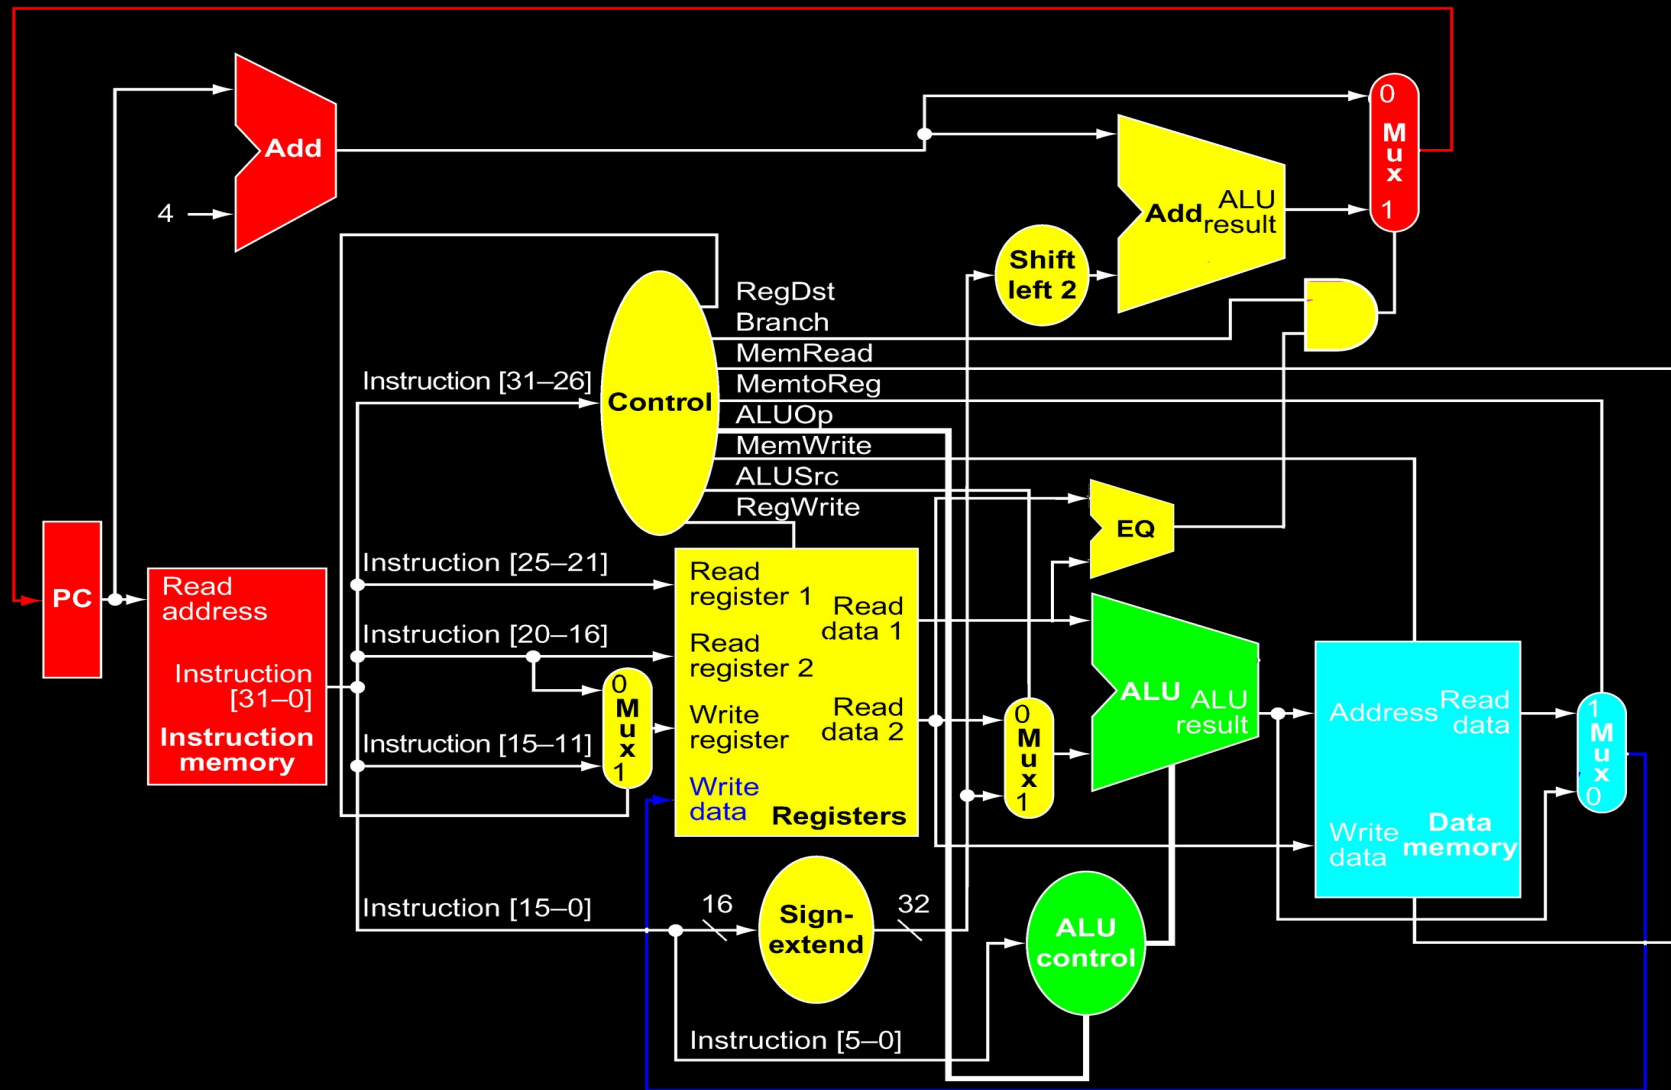 0
M
u
x
1
Add
4
Add
ALU
result
Shift
left 2
RegDst
Branch
MemRead
MemtoReg
ALUOp
MemWrite
ALUSrc
RegWrite
Control
Instruction [31–26]
EQ
PC
Read
address
Instruction
[31–0]
Instruction
memory
Instruction [25–21]
Instruction [20–16]
Instruction [15–11]
0
M
u
x
1
Read
register 1
Read
register 2
Write
register
Write
data
Read
data 1
Read
data 2
Registers
0
M
u
x
1
ALU
ALU
result
Address
Read
data
Write
data
Data
memory
1
M
u
x
0
Instruction [15–0]
16
Sign-
extend
32
ALU
control
Instruction [5–0]